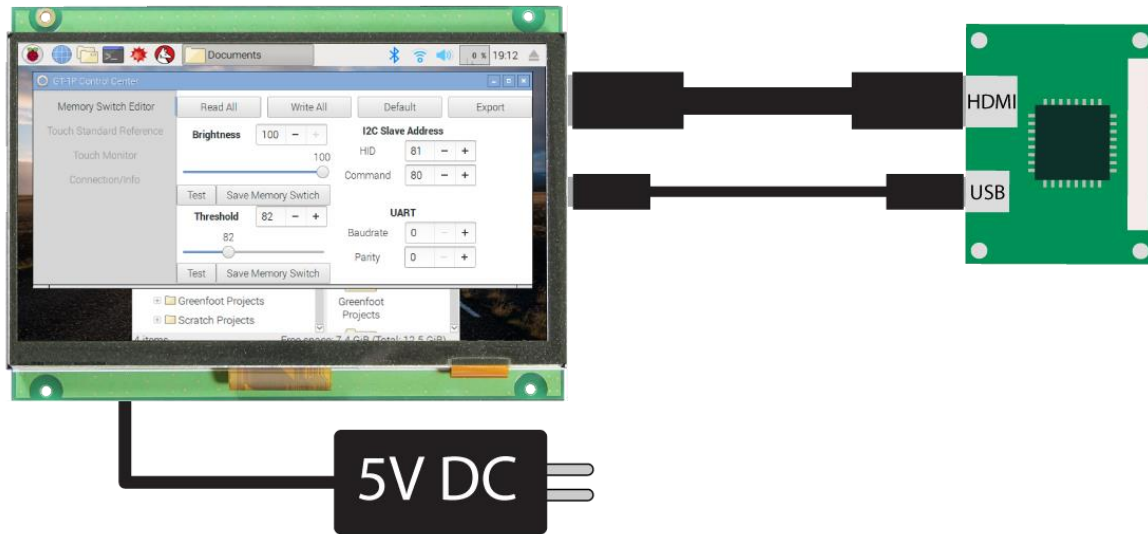 Documents
0 %
19:12
GT-TP Control Center
Memory Switch Editor
Read All
Write All
Default
Export
Touch Standard Reference
Touch Monitor
Connection/Info
Brightness
100
100
Test
Save Memory Swtich
Threshold
82
82
Test
Save Memory Switch
I2C Slave Address
HID
81
Command
80
UART
Baudrate
0
Parity
0
Greenfoot Projects
Scratch Projects
Greenfoot
Projects
4 items
Free space: 7.4 GiB (Total: 12.5 GiB)
HDMI
USB
5V DC